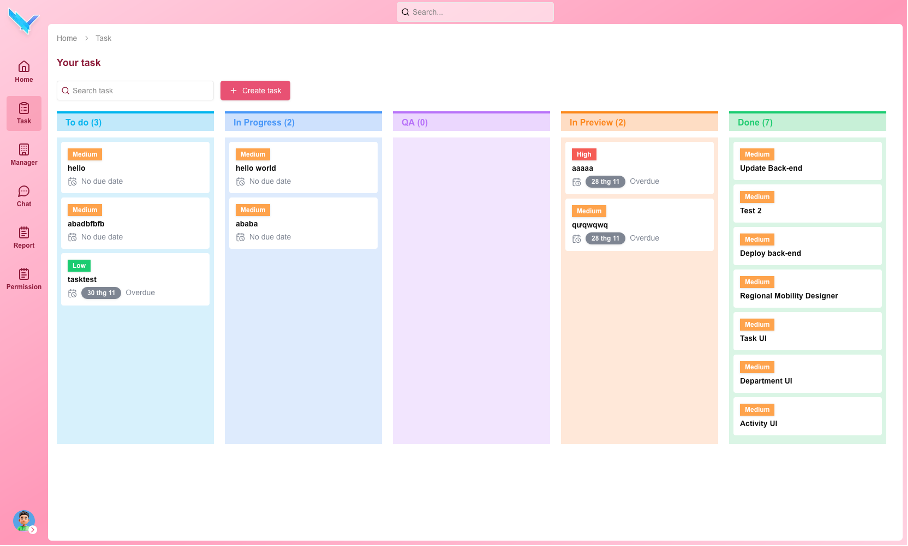 Search...
Home
Task
Manager
Chat
Report
Permission
Home > Task
Your task
Search task
+ Create task
To do (3)
Medium
hello
No due date
Medium
abadbfbfb
No due date
Low
tasktest
30 thg 11 Overdue
In Progress (2)
Medium
hello world
No due date
Medium
ababa
No due date
QA (0)
In Preview (2)
High
aaaaa
28 thg 11 Overdue
Medium
qưqwqwq
28 thg 11 Overdue
Done (7)
Medium
Update Back-end
Medium
Test 2
Medium
Deploy back-end
Medium
Regional Mobility Designer
Medium
Task UI
Medium
Department UI
Medium
Activity UI